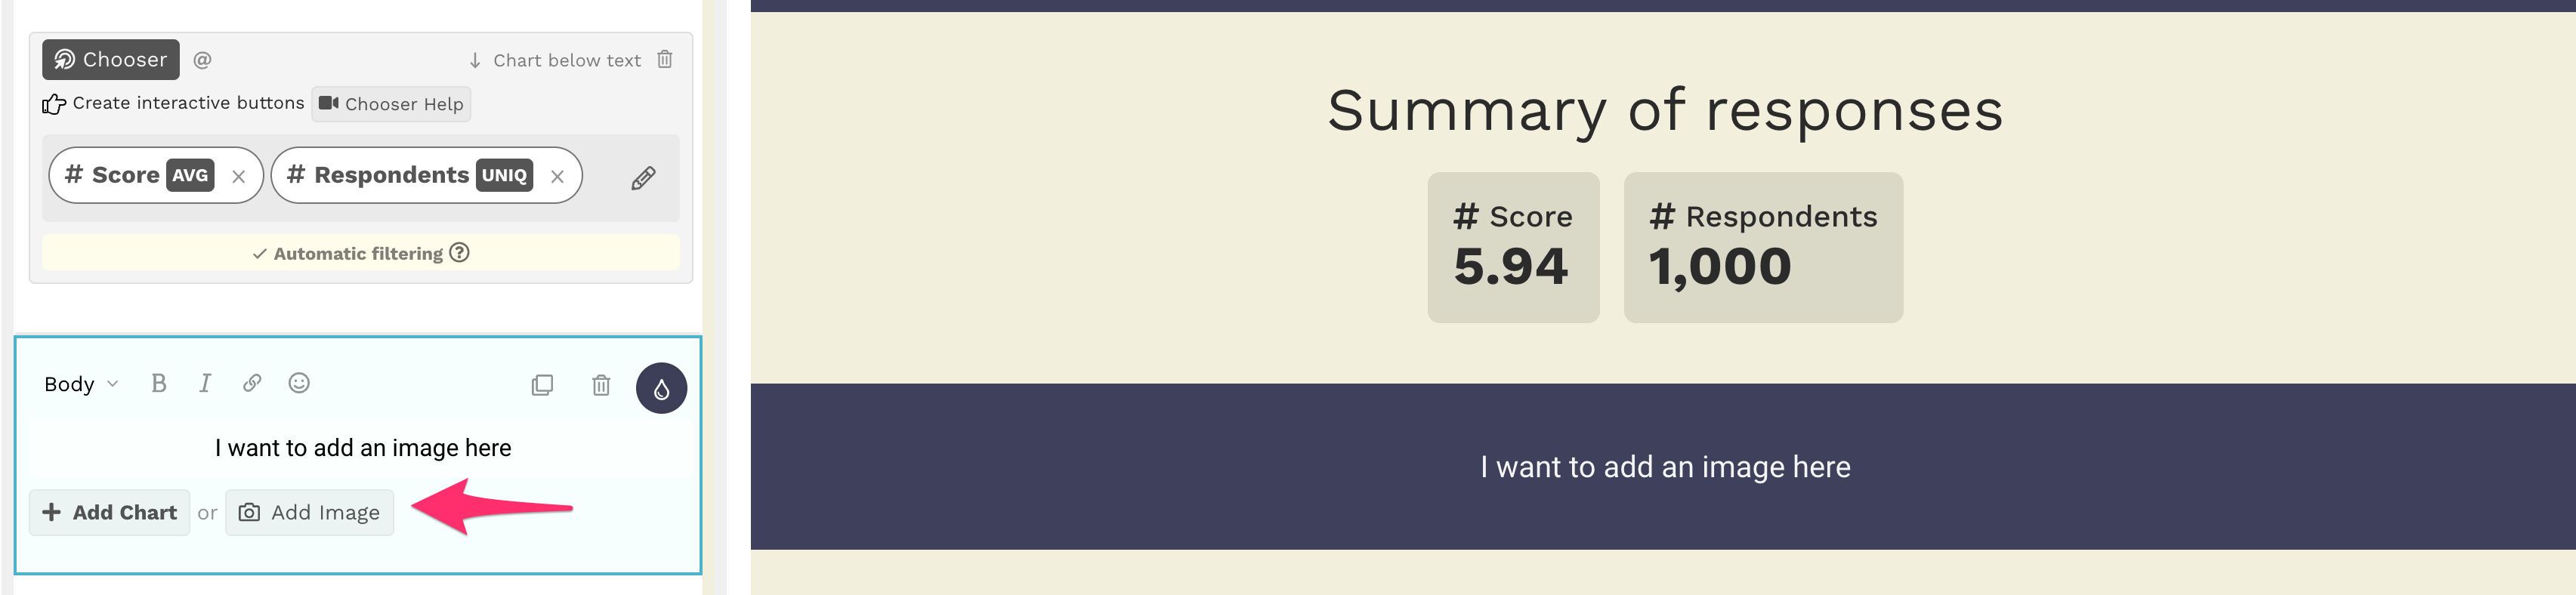 Chooser @ ↓ Chart below text
Create interactive buttons Chooser Help
# Score AVG × # Respondents UNIQ ×
✓ Automatic filtering ?
Body B I
I want to add an image here
+ Add Chart or Add Image
Summary of responses
# Score
5.94
# Respondents
1,000
I want to add an image here